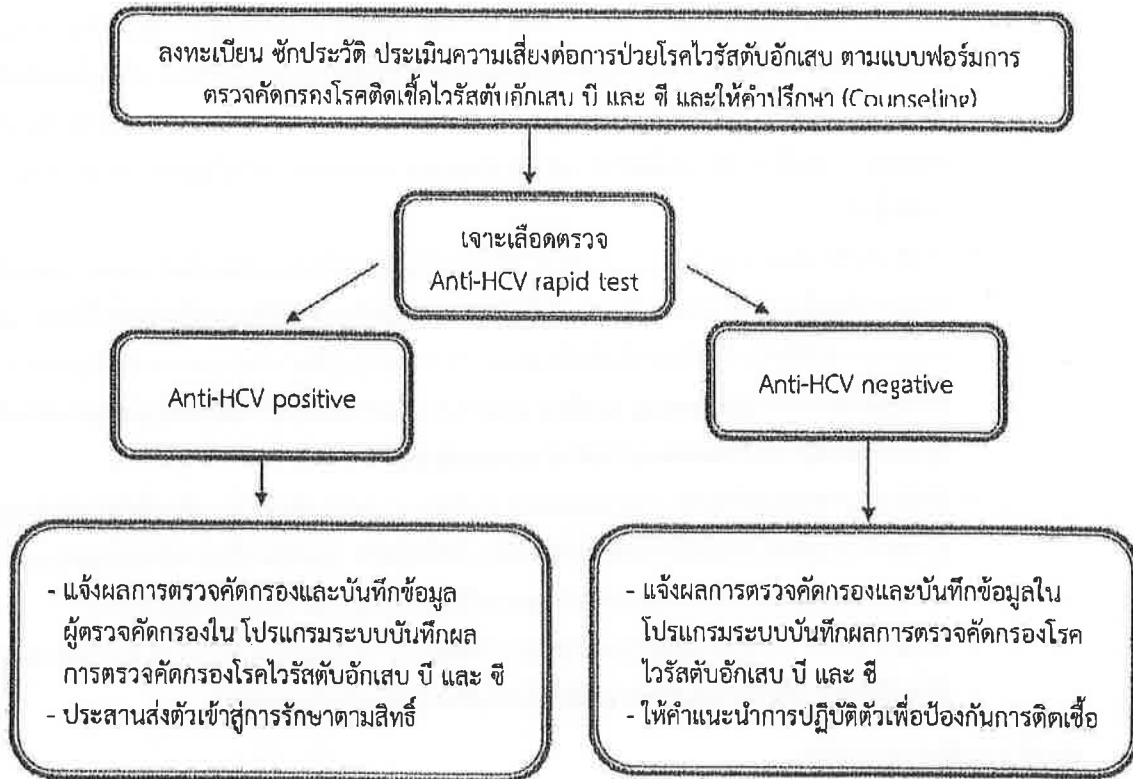 ลงทะเบียน ซักประวัติ ประเมินความเสี่ยงต่อการป่วยโรคไวรัสตับอักเสบ ตามแบบฟอร์มการ
ตรวจคัดกรองโรคติดเชื้อไวรัสตับอักเสบ บี และ ซี และให้คำปรึกษา (Counseling)
เจาะเลือดตรวจ
Anti-HCV rapid test
Anti-HCV positive
Anti-HCV negative
- แจ้งผลการตรวจคัดกรองและบันทึกข้อมูล
ผู้ตรวจคัดกรองใน โปรแกรมระบบบันทึกผล
การตรวจคัดกรองโรคไวรัสตับอักเสบ บี และ ซี
- ประสานส่งตัวเข้าสู่การรักษาตามสิทธิ์
- แจ้งผลการตรวจคัดกรองและบันทึกข้อมูลใน
โปรแกรมระบบบันทึกผลการตรวจคัดกรองโรค
ไวรัสตับอักเสบ บี และ ซี
- ให้คำแนะนำการปฏิบัติตัวเพื่อป้องกันการติดเชื้อ